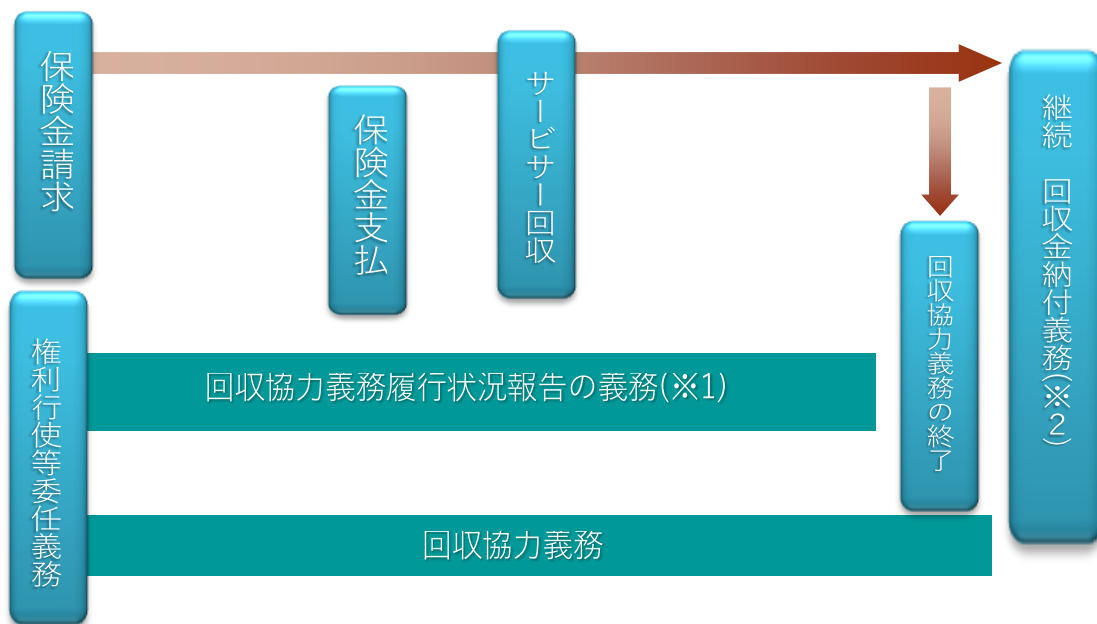 保険金請求
保険金支払
サービサー回収
継続　回収金納付義務(※2)
回収協力義務の終了
権利行使等委任義務
回収協力義務履行状況報告の義務(※1)
回収協力義務